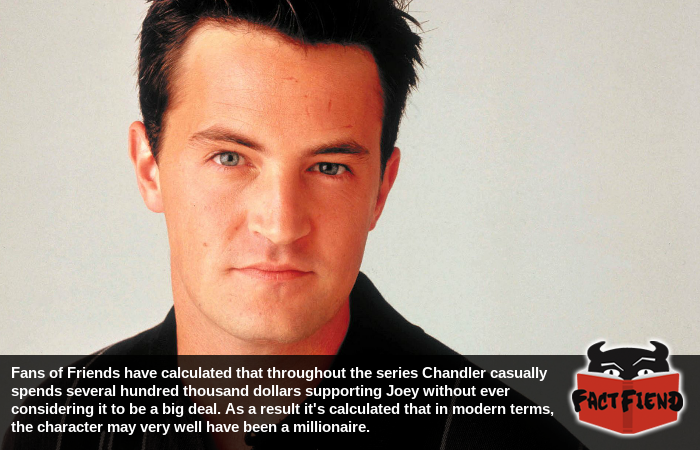 Fans of Friends have calculated that throughout the series Chandler casually
spends several hundred thousand dollars supporting Joey without ever
considering it to be a big deal. As a result it's calculated that in modern terms,
the character may very well have been a millionaire.
FACT FIEND